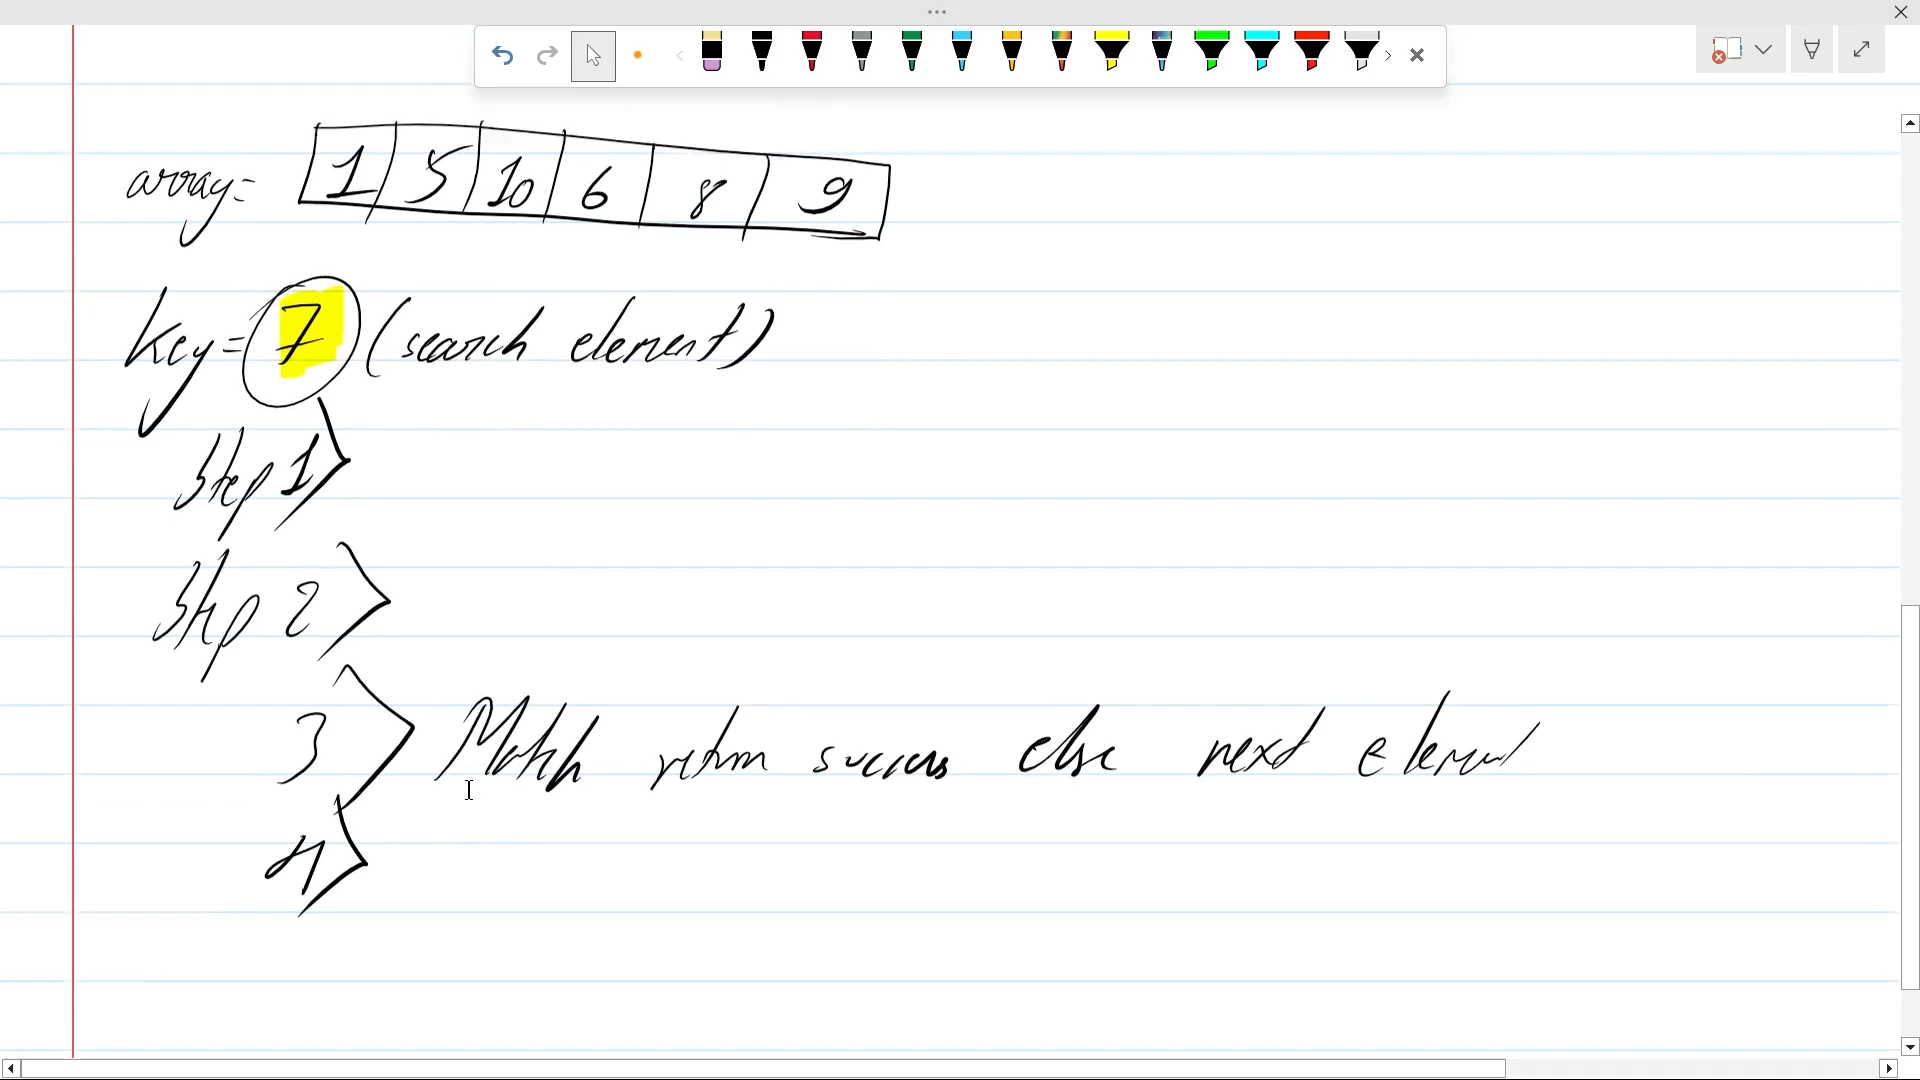 array= 1 5 10 6 8 9
key= 7 (search element)
Step 1
Step 2
3 Match return success else next element
4